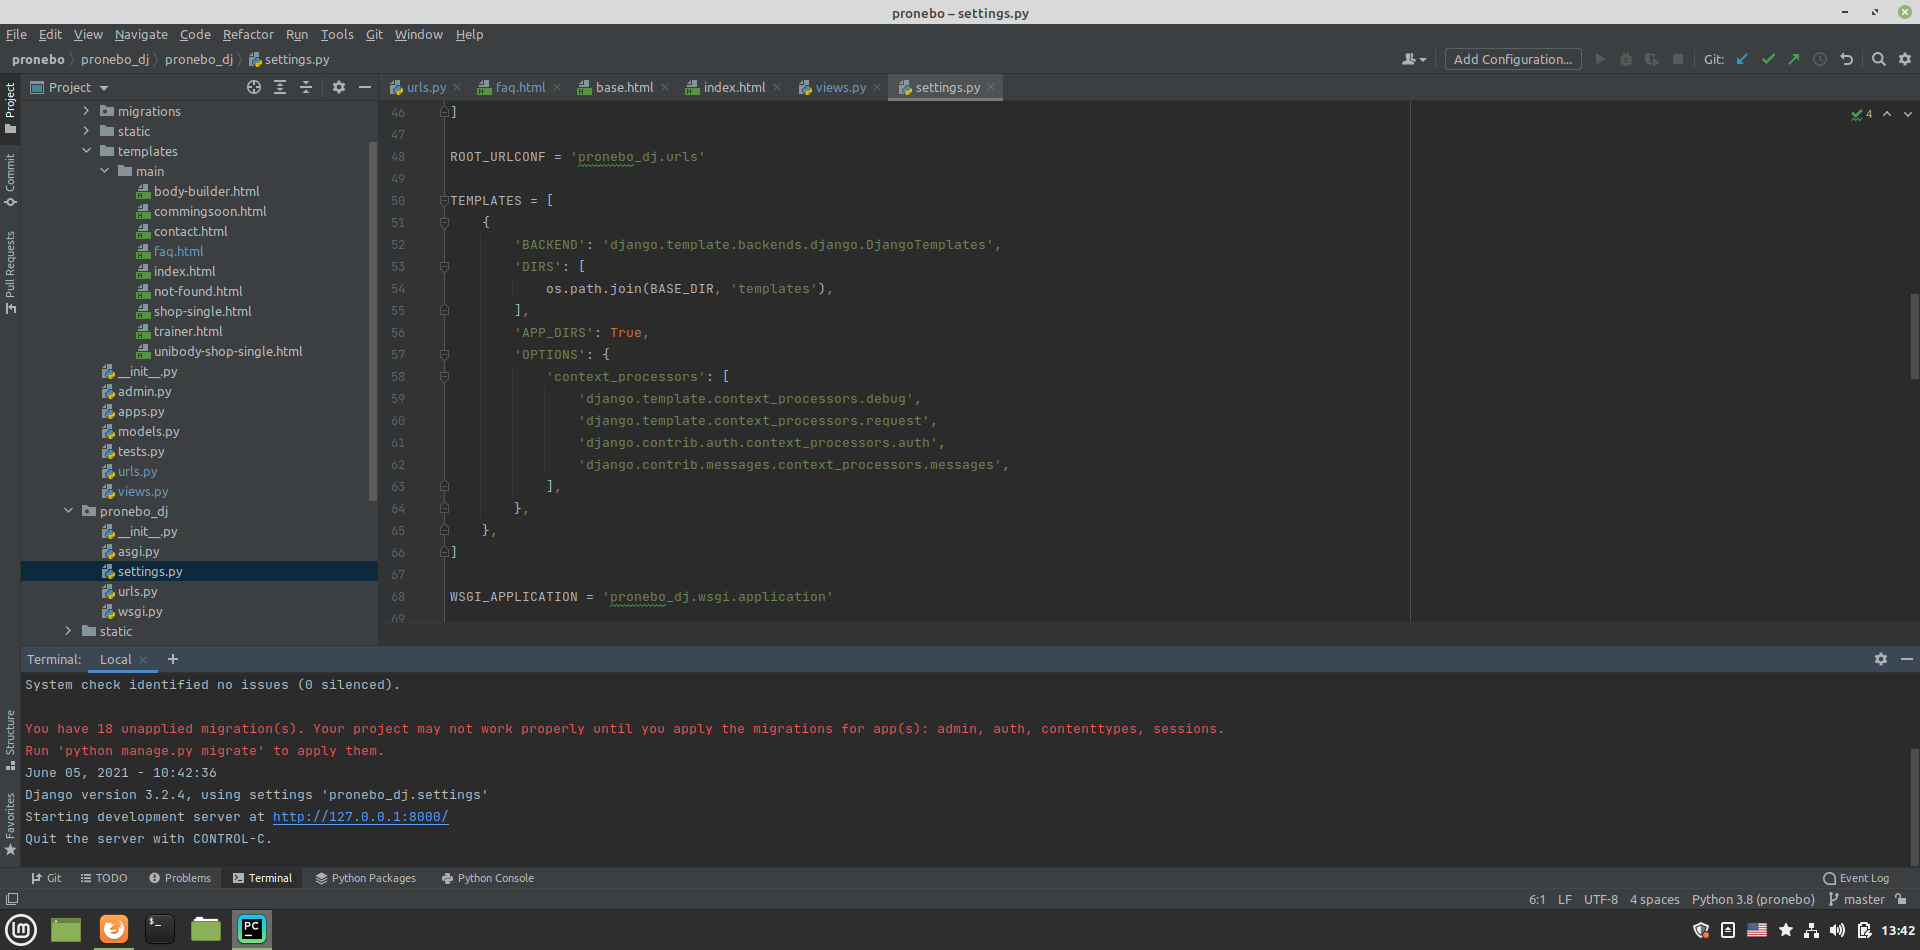 pronebo – settings.py
File Edit View Navigate Code Refactor Run Tools Git Window Help
pronebo pronebo_dj pronebo_dj settings.py
Add Configuration... Git:
Project
urls.py faq.html base.html index.html views.py settings.py
Project
Commit
Pull Requests
Structure
Favorites
migrations
static
templates
main
body-builder.html
commingsoon.html
contact.html
faq.html
index.html
not-found.html
shop-single.html
trainer.html
unibody-shop-single.html
__init__.py
admin.py
apps.py
models.py
tests.py
urls.py
views.py
pronebo_dj
__init__.py
asgi.py
settings.py
urls.py
wsgi.py
static
4
46 ]
47
48 ROOT_URLCONF = 'pronebo_dj.urls'
49
50 TEMPLATES = [
51 {
52 'BACKEND': 'django.template.backends.django.DjangoTemplates',
53 'DIRS': [
54 os.path.join(BASE_DIR, 'templates'),
55 ],
56 'APP_DIRS': True,
57 'OPTIONS': {
58 'context_processors': [
59 'django.template.context_processors.debug',
60 'django.template.context_processors.request',
61 'django.contrib.auth.context_processors.auth',
62 'django.contrib.messages.context_processors.messages',
63 ],
64 },
65 },
66 ]
67
68 WSGI_APPLICATION = 'pronebo_dj.wsgi.application'
69
Terminal: Local
System check identified no issues (0 silenced).
You have 18 unapplied migration(s). Your project may not work properly until you apply the migrations for app(s): admin, auth, contenttypes, sessions.
Run 'python manage.py migrate' to apply them.
June 05, 2021 - 10:42:36
Django version 3.2.4, using settings 'pronebo_dj.settings'
Starting development server at http://127.0.0.1:8000/
Quit the server with CONTROL-C.
Git TODO Problems Terminal Python Packages Python Console Event Log
6:1 LF UTF-8 4 spaces Python 3.8 (pronebo) master
PC
13:42